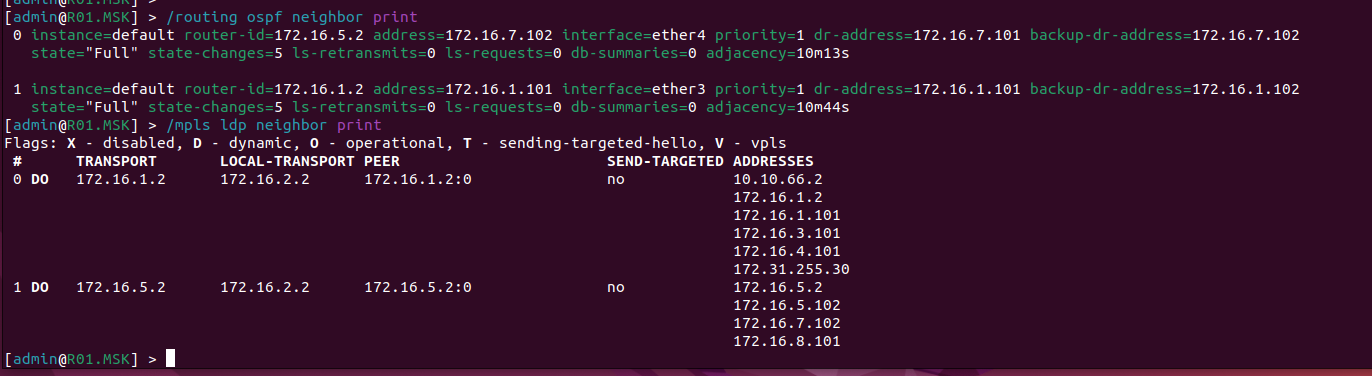 [admin@R01.MSK] >
[admin@R01.MSK] > /routing ospf neighbor print
 0 instance=default router-id=172.16.5.2 address=172.16.7.102 interface=ether4 priority=1 dr-address=172.16.7.101 backup-dr-address=172.16.7.102
   state="Full" state-changes=5 ls-retransmits=0 ls-requests=0 db-summaries=0 adjacency=10m13s
 1 instance=default router-id=172.16.1.2 address=172.16.1.101 interface=ether3 priority=1 dr-address=172.16.1.101 backup-dr-address=172.16.1.102
   state="Full" state-changes=5 ls-retransmits=0 ls-requests=0 db-summaries=0 adjacency=10m44s
[admin@R01.MSK] > /mpls ldp neighbor print
Flags: X - disabled, D - dynamic, O - operational, T - sending-targeted-hello, V - vpls
 #      TRANSPORT       LOCAL-TRANSPORT PEER                       SEND-TARGETED ADDRESSES
 0 DO   172.16.1.2      172.16.2.2      172.16.1.2:0               no            10.10.66.2
                                                                                 172.16.1.2
                                                                                 172.16.1.101
                                                                                 172.16.3.101
                                                                                 172.16.4.101
                                                                                 172.31.255.30
 1 DO   172.16.5.2      172.16.2.2      172.16.5.2:0               no            172.16.5.2
                                                                                 172.16.5.102
                                                                                 172.16.7.102
                                                                                 172.16.8.101
[admin@R01.MSK] >